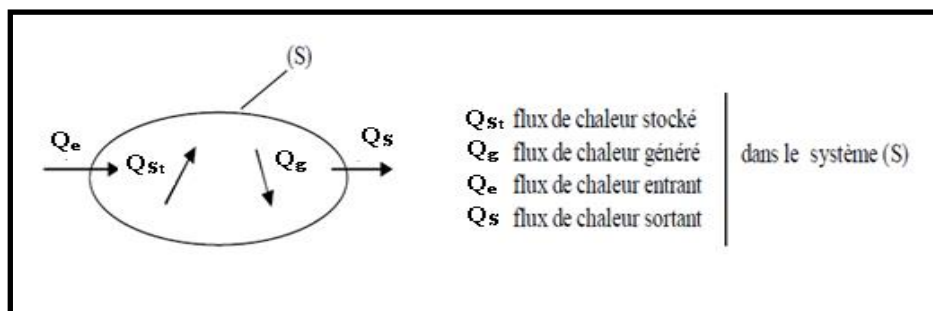 (S)
Qe
QSt
Qg
QS
QSt flux de chaleur stocké
Qg flux de chaleur généré
Qe flux de chaleur entrant
QS flux de chaleur sortant
dans le système (S)